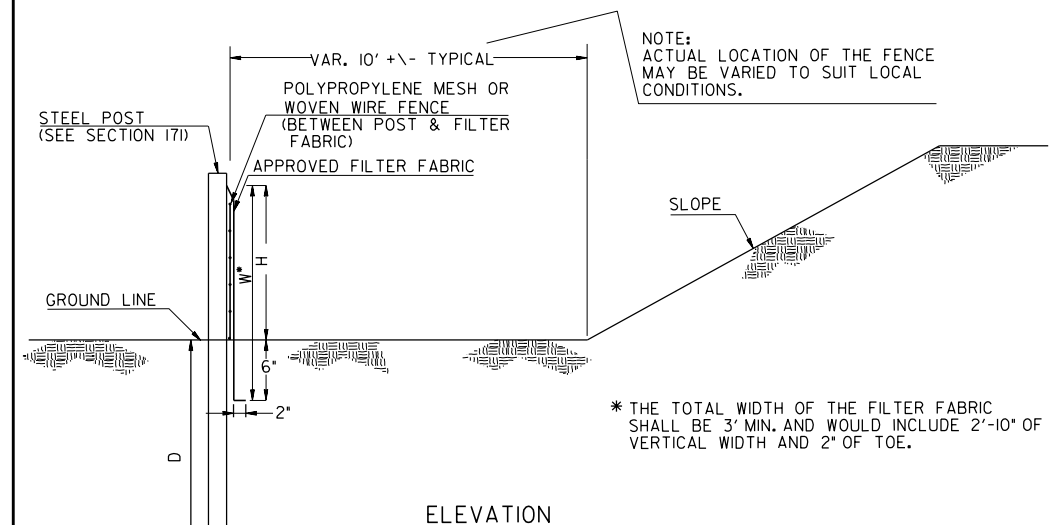 VAR. 10' +\- TYPICAL
NOTE:
ACTUAL LOCATION OF THE FENCE
MAY BE VARIED TO SUIT LOCAL
CONDITIONS.
POLYPROPYLENE MESH OR
WOVEN WIRE FENCE
(BETWEEN POST & FILTER
FABRIC)
STEEL POST
(SEE SECTION 171)
APPROVED FILTER FABRIC
SLOPE
W*
H
GROUND LINE
6"
2"
* THE TOTAL WIDTH OF THE FILTER FABRIC
SHALL BE 3' MIN. AND WOULD INCLUDE 2'-10" OF
VERTICAL WIDTH AND 2" OF TOE.
D
ELEVATION